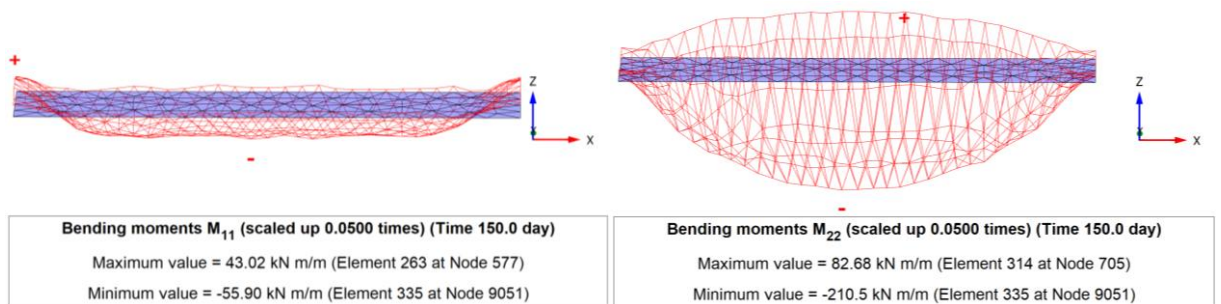 +
Z
X
-
Bending moments M₁₁ (scaled up 0.0500 times) (Time 150.0 day)
Maximum value = 43.02 kN m/m (Element 263 at Node 577)
Minimum value = -55.90 kN m/m (Element 335 at Node 9051)
+
Z
X
-
Bending moments M₂₂ (scaled up 0.0500 times) (Time 150.0 day)
Maximum value = 82.68 kN m/m (Element 314 at Node 705)
Minimum value = -210.5 kN m/m (Element 335 at Node 9051)